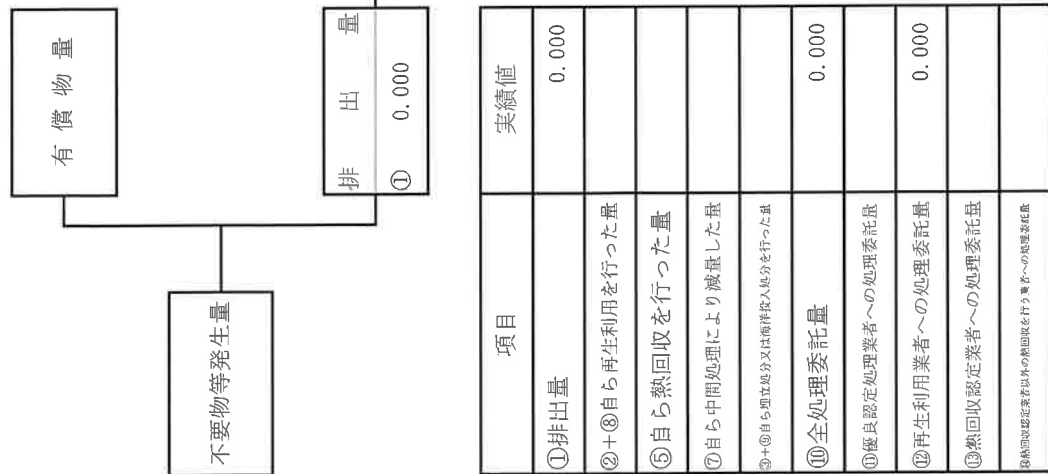 有償物量
排出量
① 0.000
不要物等発生量
項目 実績値
①排出量 0.000
②+⑧自ら再生利用を行った量
⑤自ら熱回収を行った量
⑦自ら中間処理により減量した量
③+⑨自ら埋立処分又は海洋投入処分を行った量
⑩全処理委託量 0.000
⑪優良認定処理業者への処理委託量
⑫再生利用業者への処理委託量 0.000
⑬熱回収認定業者への処理委託量
⑭熱回収認定業者以外の熱回収を行う業者への処理委託量